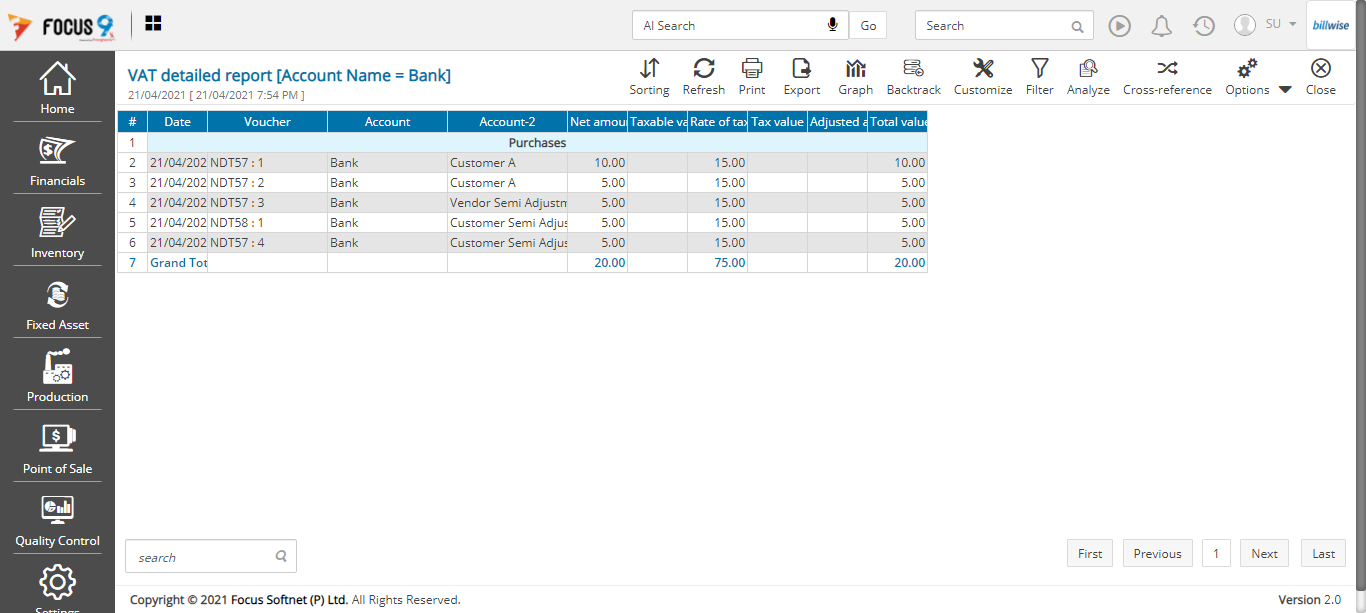 FOCUS 9
AI Search Go Search SU billwise
VAT detailed report [Account Name = Bank]
21/04/2021 [ 21/04/2021 7:54 PM ]
Sorting Refresh Print Export Graph Backtrack Customize Filter Analyze Cross-reference Options Close
Home
Financials
Inventory
Fixed Asset
Production
Point of Sale
Quality Control
Settings
# Date Voucher Account Account-2 Net amour Taxable va Rate of tax Tax value Adjusted a Total value
1 Purchases
2 21/04/202 NDT57 : 1 Bank Customer A 10.00 15.00 10.00
3 21/04/202 NDT57 : 2 Bank Customer A 5.00 15.00 5.00
4 21/04/202 NDT57 : 3 Bank Vendor Semi Adjustm 5.00 15.00 5.00
5 21/04/202 NDT58 : 1 Bank Customer Semi Adjus 5.00 15.00 5.00
6 21/04/202 NDT57 : 4 Bank Customer Semi Adjus 5.00 15.00 5.00
7 Grand Tot 20.00 75.00 20.00
search First Previous 1 Next Last
Copyright © 2021 Focus Softnet (P) Ltd. All Rights Reserved. Version 2.0